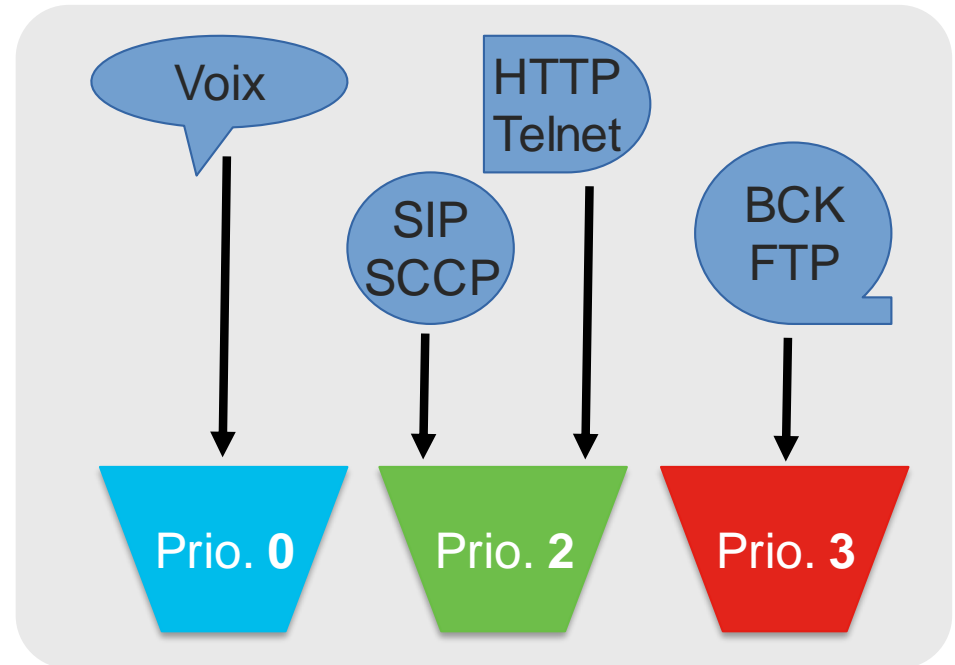 Voix
HTTP
Telnet
SIP
SCCP
BCK
FTP
Prio. 0
Prio. 2
Prio. 3